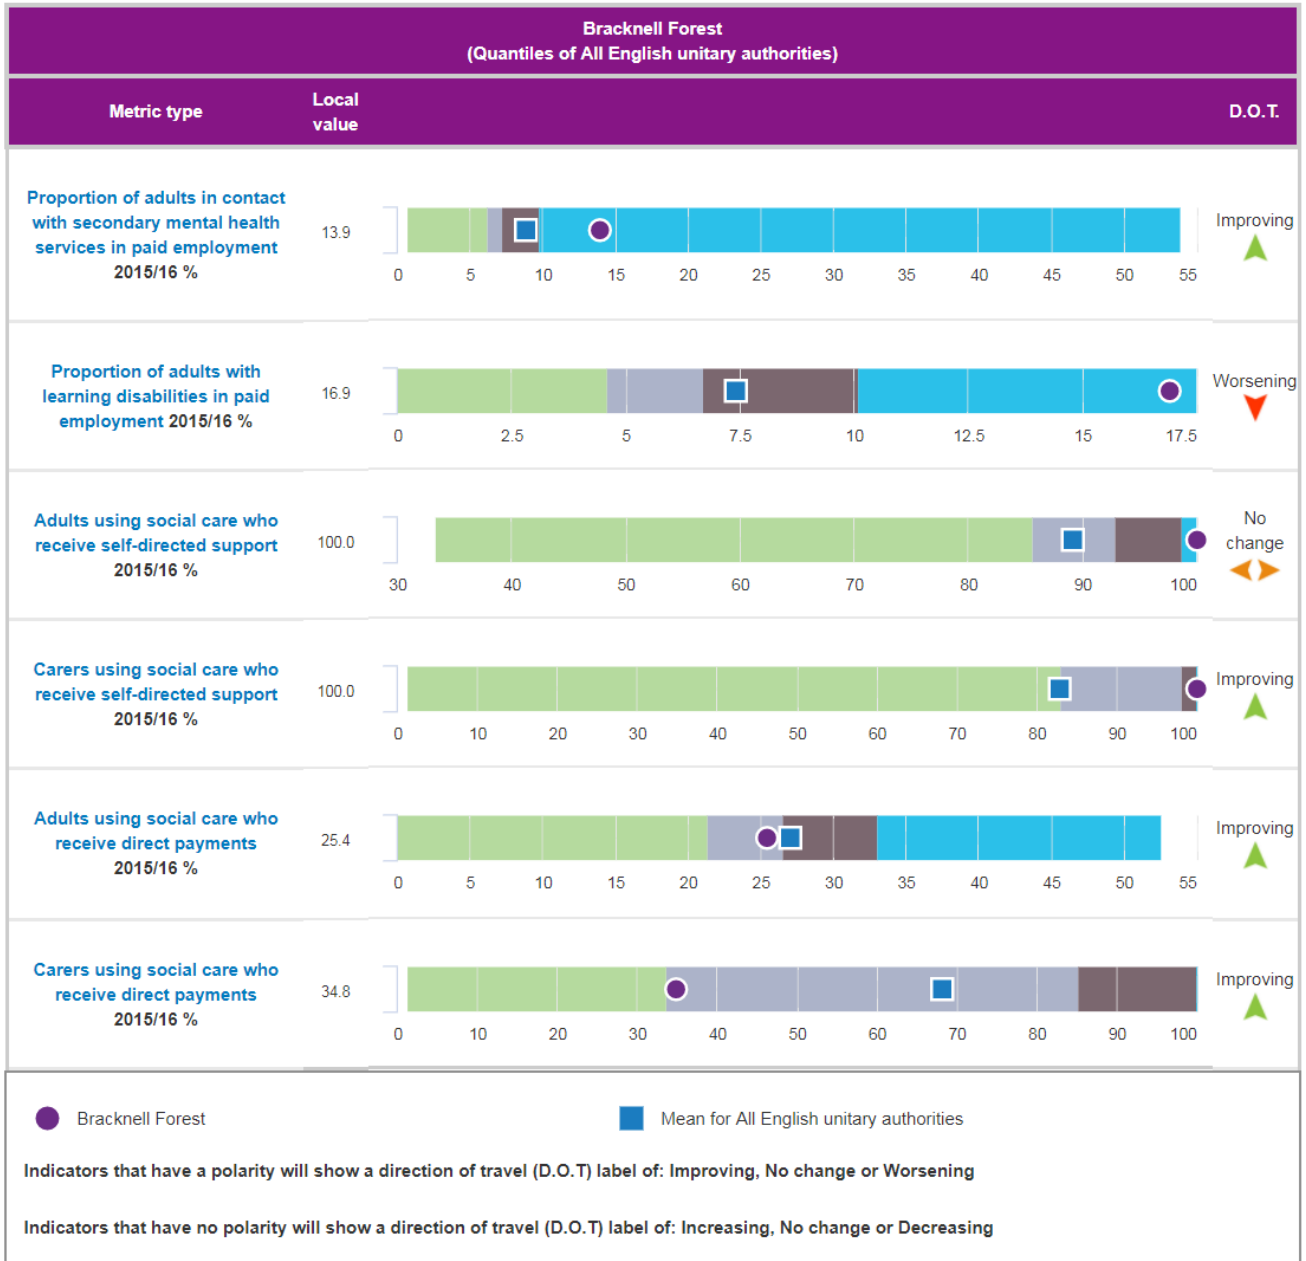 Bracknell Forest
(Quantiles of All English unitary authorities)
Metric type
Local
value
D.O.T.
Proportion of adults in contact
with secondary mental health
services in paid employment
2015/16 %
13.9
0 5 10 15 20 25 30 35 40 45 50 55
Improving
Proportion of adults with
learning disabilities in paid
employment 2015/16 %
16.9
0 2.5 5 7.5 10 12.5 15 17.5
Worsening
Adults using social care who
receive self-directed support
2015/16 %
100.0
30 40 50 60 70 80 90 100
No
change
Carers using social care who
receive self-directed support
2015/16 %
100.0
0 10 20 30 40 50 60 70 80 90 100
Improving
Adults using social care who
receive direct payments
2015/16 %
25.4
0 5 10 15 20 25 30 35 40 45 50 55
Improving
Carers using social care who
receive direct payments
2015/16 %
34.8
0 10 20 30 40 50 60 70 80 90 100
Improving
Bracknell Forest
Mean for All English unitary authorities
Indicators that have a polarity will show a direction of travel (D.O.T) label of: Improving, No change or Worsening
Indicators that have no polarity will show a direction of travel (D.O.T) label of: Increasing, No change or Decreasing